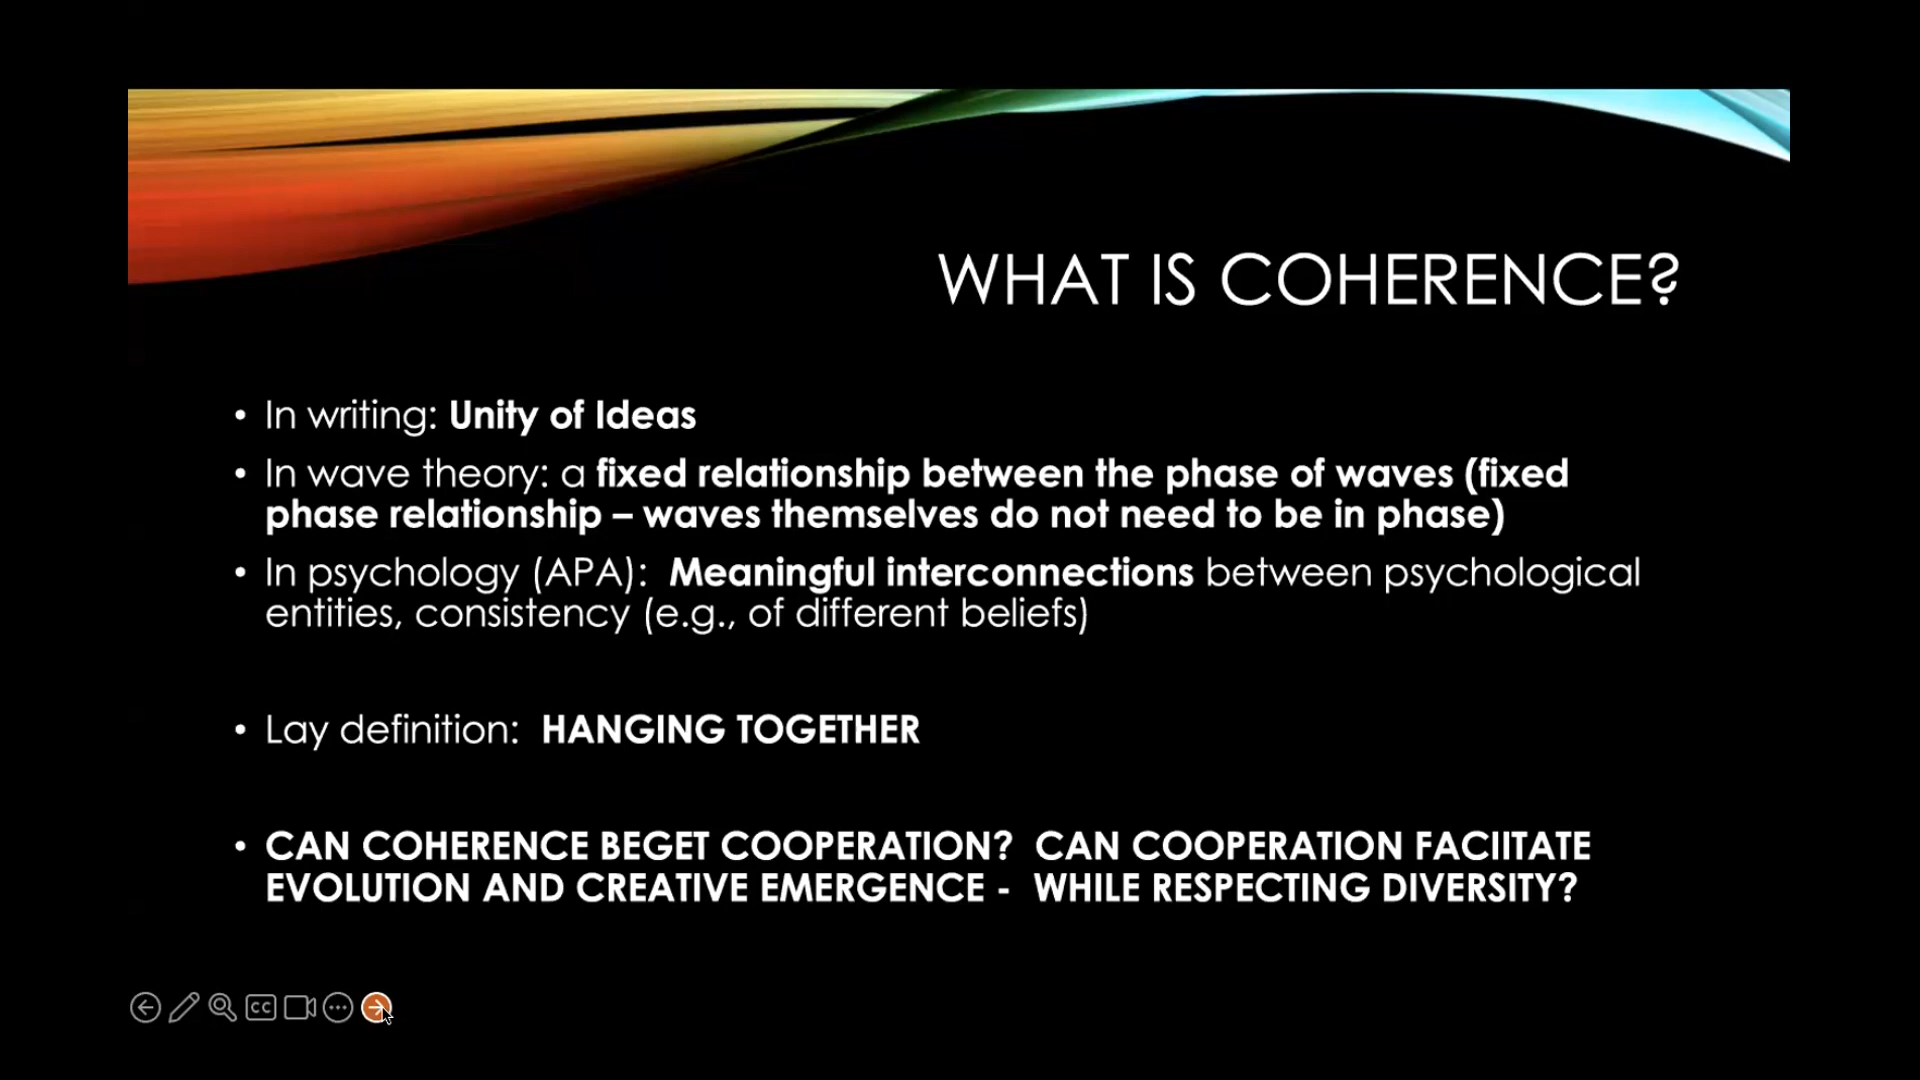 WHAT IS COHERENCE?
• In writing: Unity of Ideas
• In wave theory: a fixed relationship between the phase of waves (fixed
phase relationship – waves themselves do not need to be in phase)
• In psychology (APA): Meaningful interconnections between psychological
entities, consistency (e.g., of different beliefs)
• Lay definition: HANGING TOGETHER
• CAN COHERENCE BEGET COOPERATION? CAN COOPERATION FACIITATE
EVOLUTION AND CREATIVE EMERGENCE - WHILE RESPECTING DIVERSITY?
CC